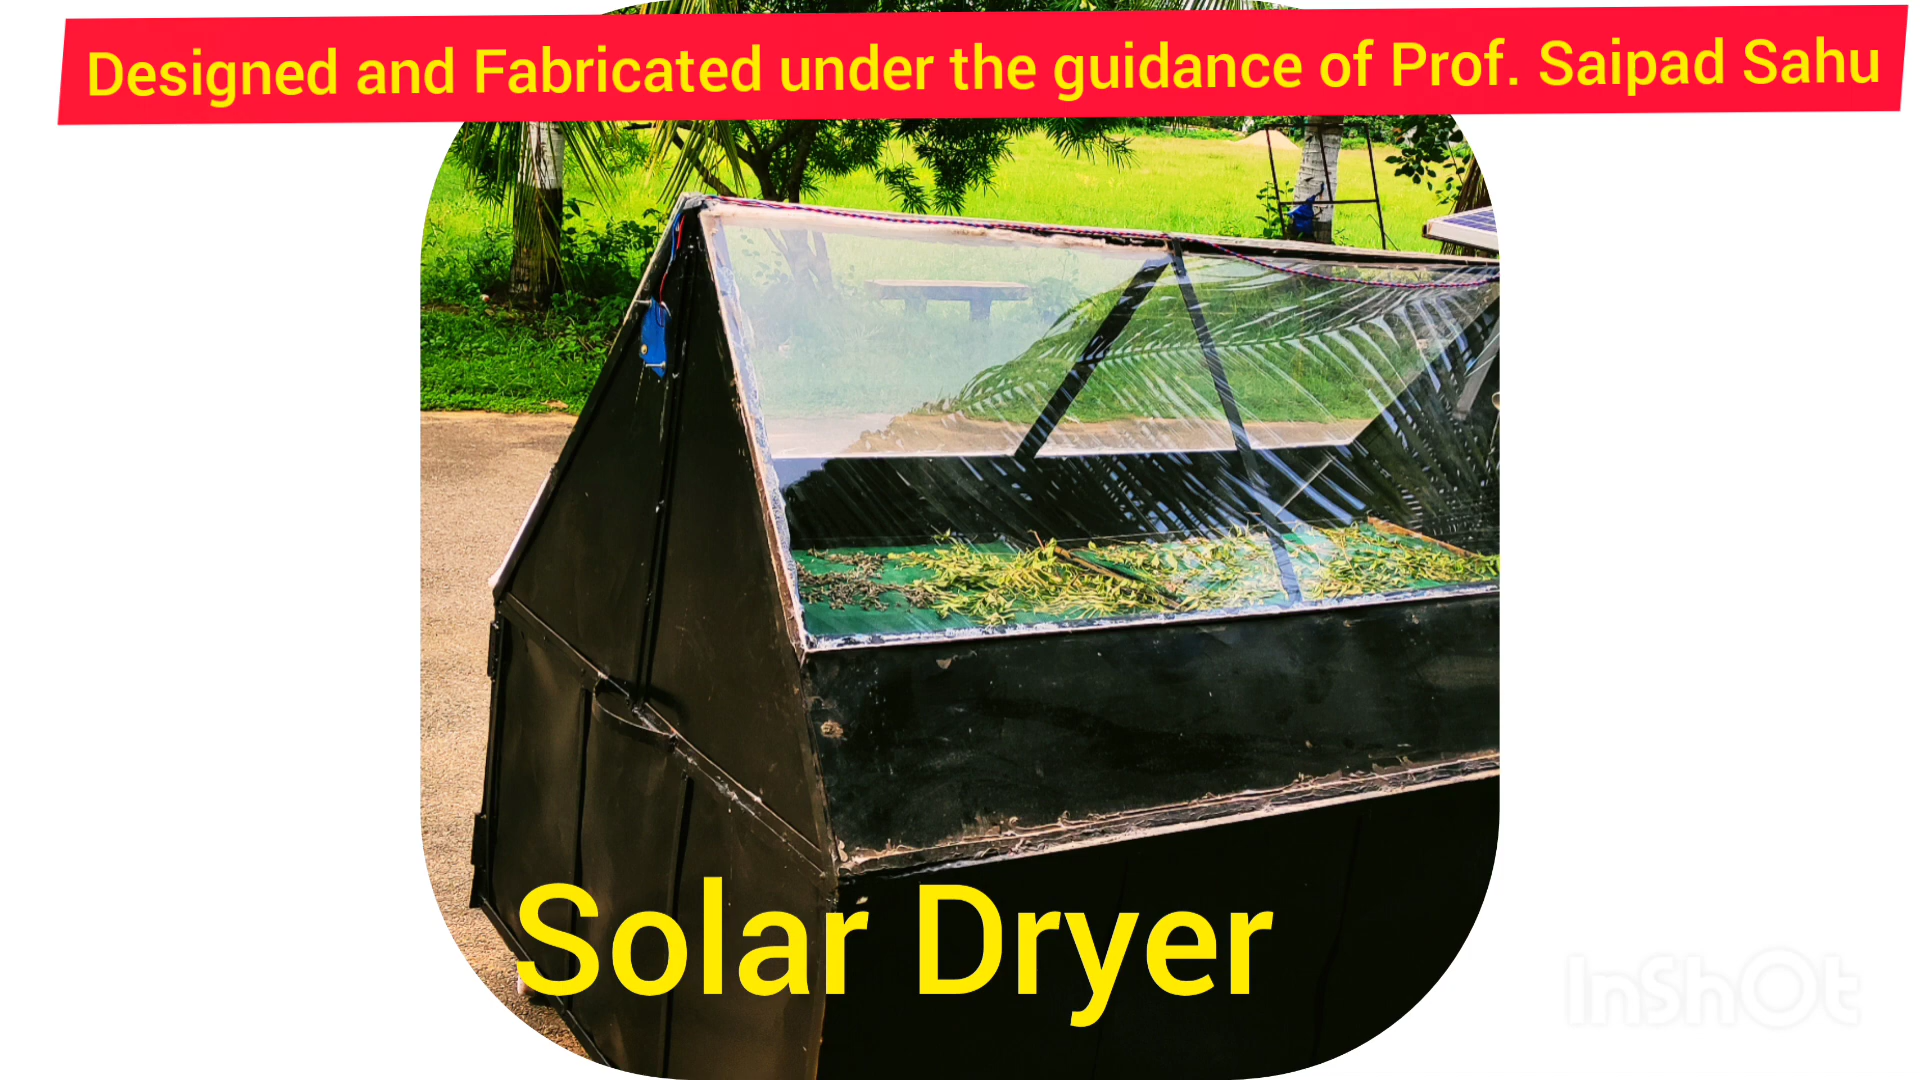 Designed and Fabricated under the guidance of Prof. Saipad Sahu
Solar Dryer
InShOt